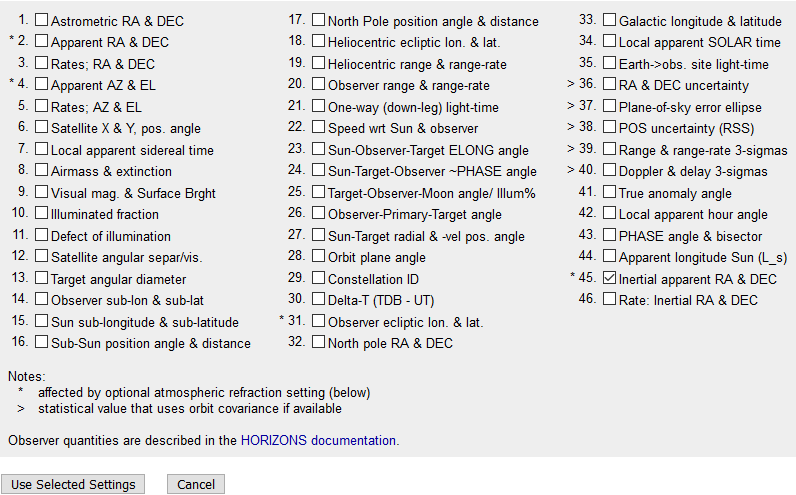 1. Astrometric RA & DEC
* 2. Apparent RA & DEC
3. Rates; RA & DEC
* 4. Apparent AZ & EL
5. Rates; AZ & EL
6. Satellite X & Y, pos. angle
7. Local apparent sidereal time
8. Airmass & extinction
9. Visual mag. & Surface Brght
10. Illuminated fraction
11. Defect of illumination
12. Satellite angular separ/vis.
13. Target angular diameter
14. Observer sub-lon & sub-lat
15. Sun sub-longitude & sub-latitude
16. Sub-Sun position angle & distance
17. North Pole position angle & distance
18. Heliocentric ecliptic lon. & lat.
19. Heliocentric range & range-rate
20. Observer range & range-rate
21. One-way (down-leg) light-time
22. Speed wrt Sun & observer
23. Sun-Observer-Target ELONG angle
24. Sun-Target-Observer ~PHASE angle
25. Target-Observer-Moon angle/ Illum%
26. Observer-Primary-Target angle
27. Sun-Target radial & -vel pos. angle
28. Orbit plane angle
29. Constellation ID
30. Delta-T (TDB - UT)
* 31. Observer ecliptic lon. & lat.
32. North pole RA & DEC
33. Galactic longitude & latitude
34. Local apparent SOLAR time
35. Earth->obs. site light-time
> 36. RA & DEC uncertainty
> 37. Plane-of-sky error ellipse
> 38. POS uncertainty (RSS)
> 39. Range & range-rate 3-sigmas
> 40. Doppler & delay 3-sigmas
41. True anomaly angle
42. Local apparent hour angle
43. PHASE angle & bisector
44. Apparent longitude Sun (L_s)
* 45. Inertial apparent RA & DEC
46. Rate: Inertial RA & DEC
Notes:
* affected by optional atmospheric refraction setting (below)
> statistical value that uses orbit covariance if available
Observer quantities are described in the HORIZONS documentation.
Use Selected Settings
Cancel